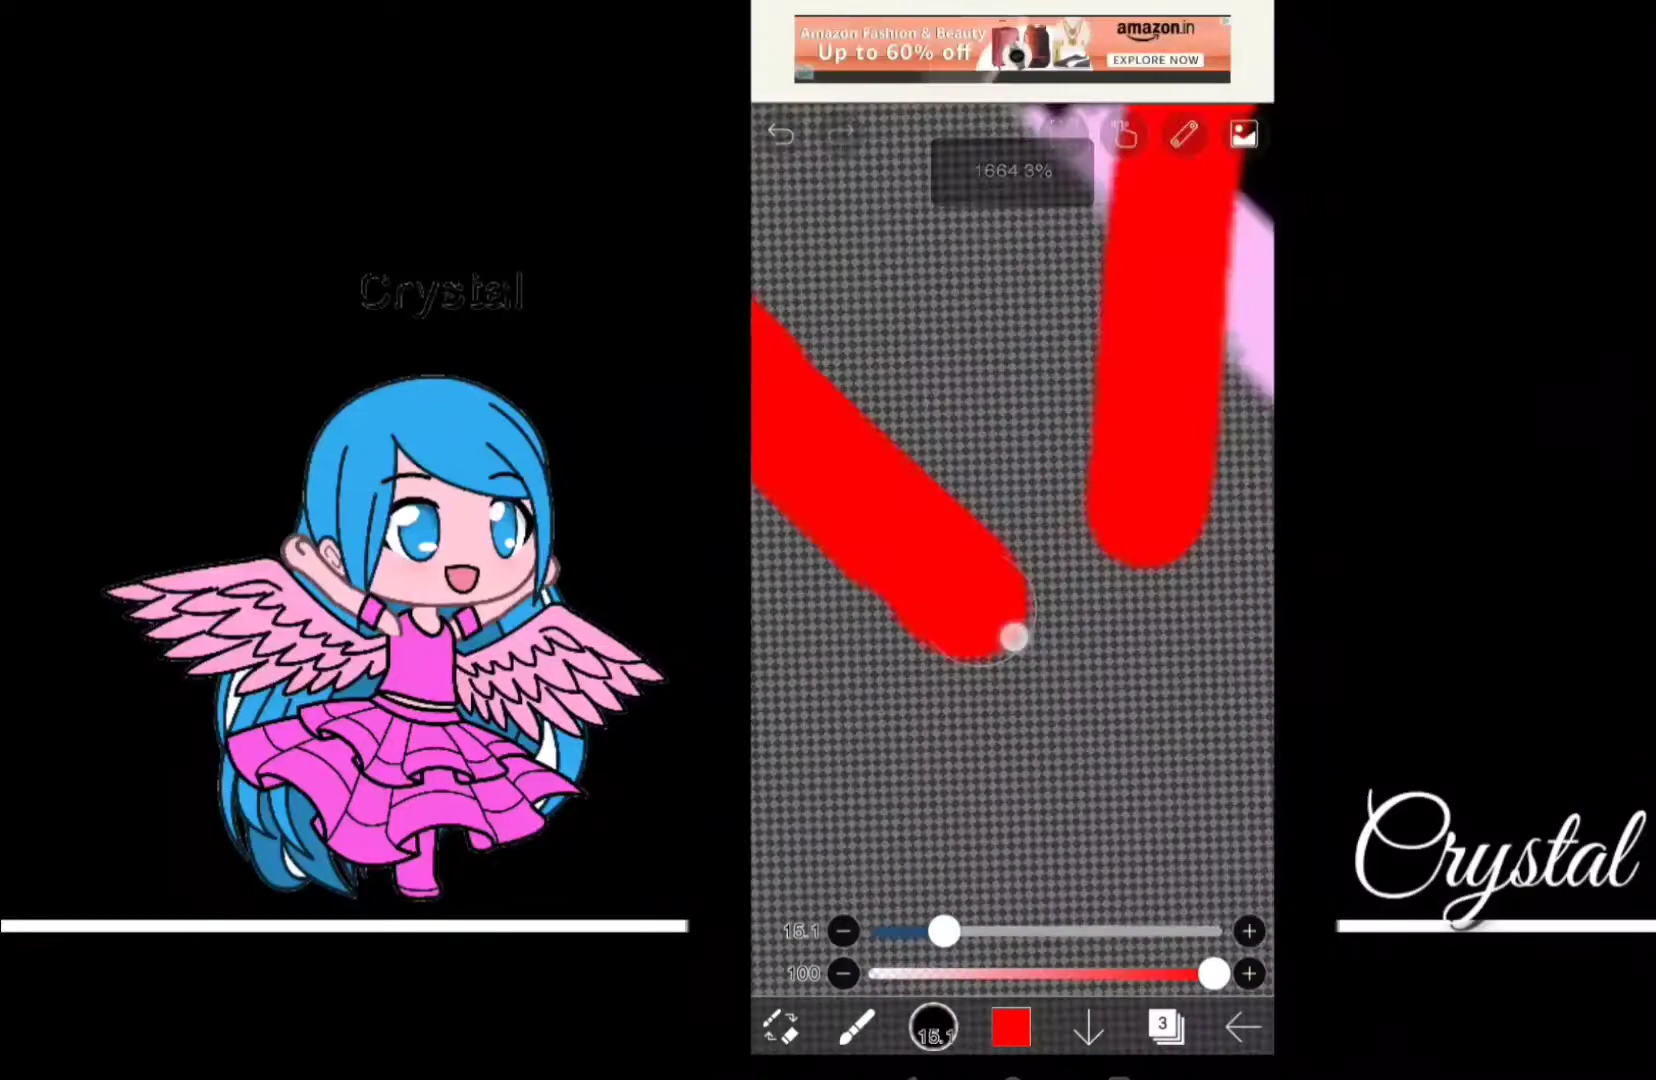 Amazon Fashion & Beauty
Up to 60% off
amazon.in
EXPLORE NOW
1664.3%
Crystal
Crystal
15.1
100
15.1
3